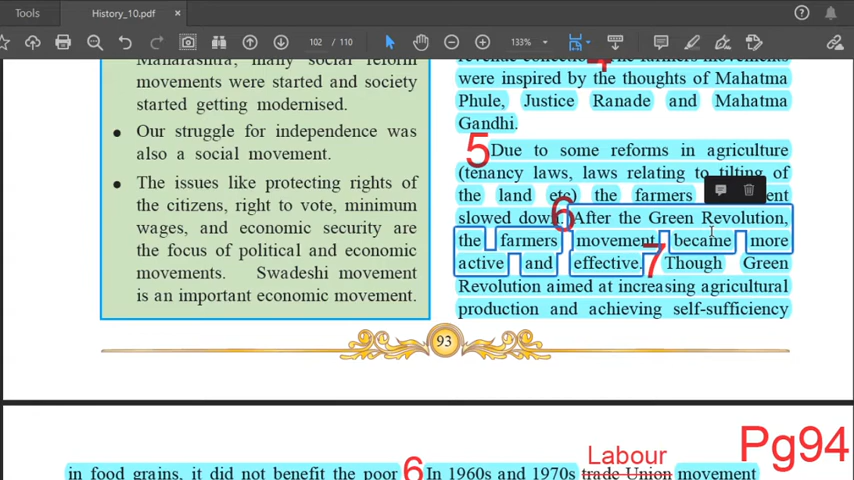 Tools
History_10.pdf
×
102 / 110
133%
Maharashtra, many social reform
movements were started and society
started getting modernised.
• Our struggle for independence was
also a social movement.
• The issues like protecting rights of
the citizens, right to vote, minimum
wages, and economic security are
the focus of political and economic
movements. Swadeshi movement
is an important economic movement.
revenue collection. The farmers movements
were inspired by the thoughts of Mahatma
Phule, Justice Ranade and Mahatma
Gandhi.
5 Due to some reforms in agriculture
(tenancy laws, laws relating to tilting of
the land etc) the farmers
slowed down. 6 After the Green Revolution,
the farmers movement became more
active and effective. 7 Though Green
Revolution aimed at increasing agricultural
production and achieving self-sufficiency
93
Pg94
Labour
in food grains, it did not benefit the poor 6 In 1960s and 1970s trade Union movement